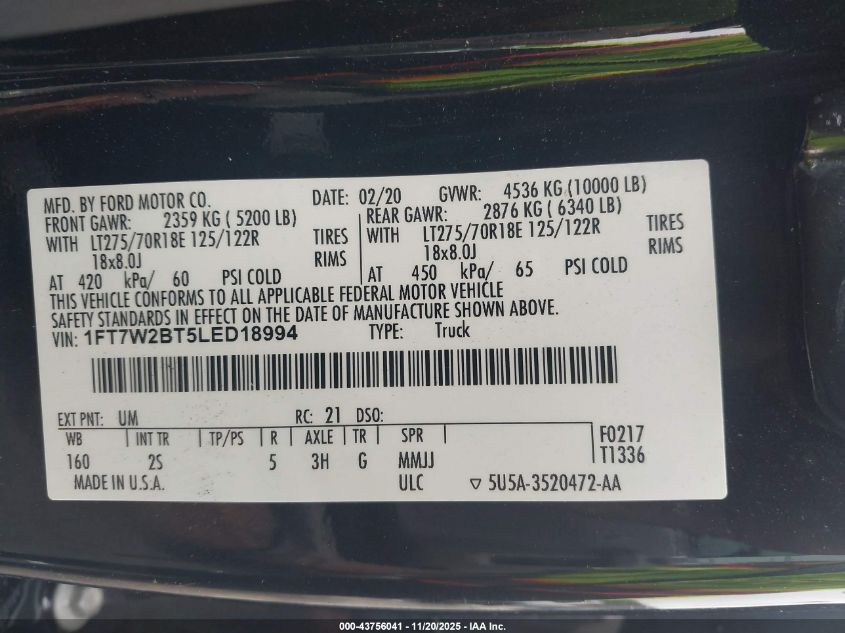 MFD. BY FORD MOTOR CO. DATE: 02/20 GVWR: 4536 KG (10000 LB)
FRONT GAWR: 2359 KG ( 5200 LB) REAR GAWR: 2876 KG ( 6340 LB)
WITH LT275/70R18E 125/122R TIRES WITH LT275/70R18E 125/122R TIRES
18x8.0J RIMS 18x8.0J RIMS
AT 420 kPa/ 60 PSI COLD AT 450 kPa/ 65 PSI COLD
THIS VEHICLE CONFORMS TO ALL APPLICABLE FEDERAL MOTOR VEHICLE
SAFETY STANDARDS IN EFFECT ON THE DATE OF MANUFACTURE SHOWN ABOVE.
VIN: 1FT7W2BT5LED18994 TYPE: Truck
EXT PNT: UM RC: 21 DSO:
WB INT TR TP/PS R AXLE TR SPR F0217
160 2S 5 3H G MMJJ T1336
MADE IN U.S.A. ULC ▽ 5U5A-3520472-AA
000-43756041 - 11/20/2025 - IAA Inc.